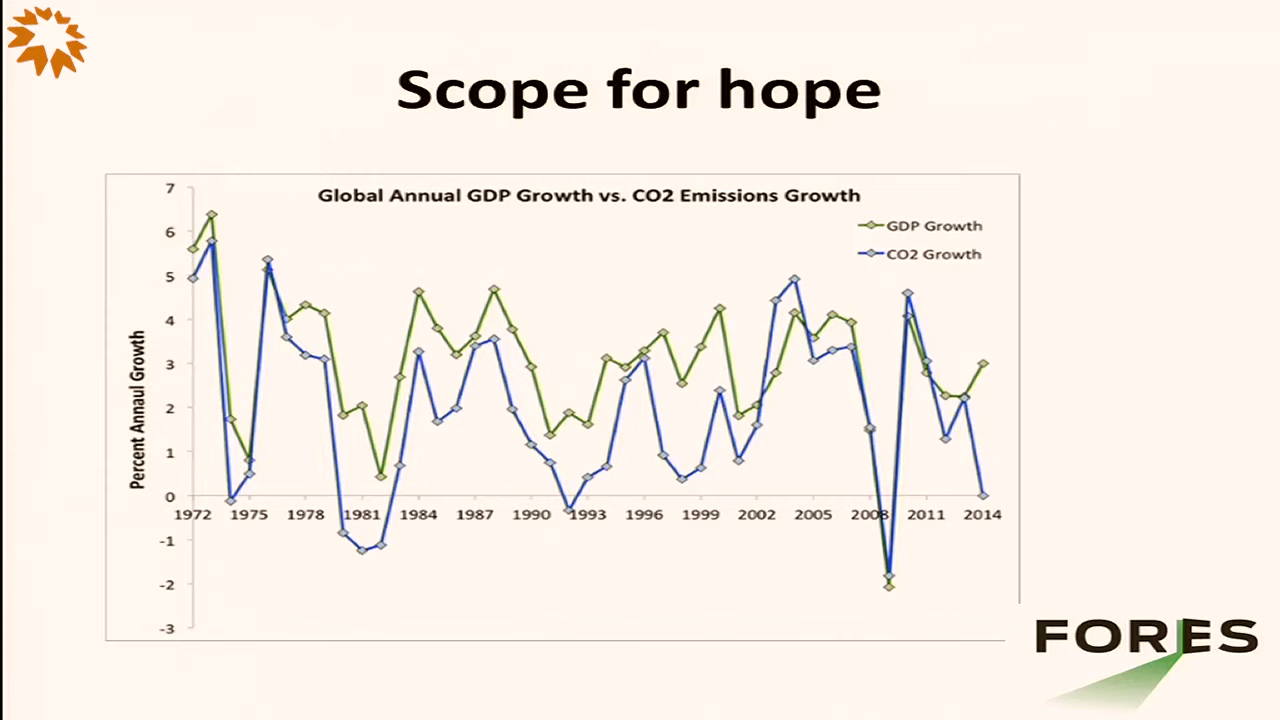 Scope for hope
Global Annual GDP Growth vs. CO2 Emissions Growth
GDP Growth
CO2 Growth
Percent Annaul Growth
7
6
5
4
3
2
1
0
-1
-2
-3
1972 1975 1978 1981 1984 1987 1990 1993 1996 1999 2002 2005 2008 2011 2014
FORES